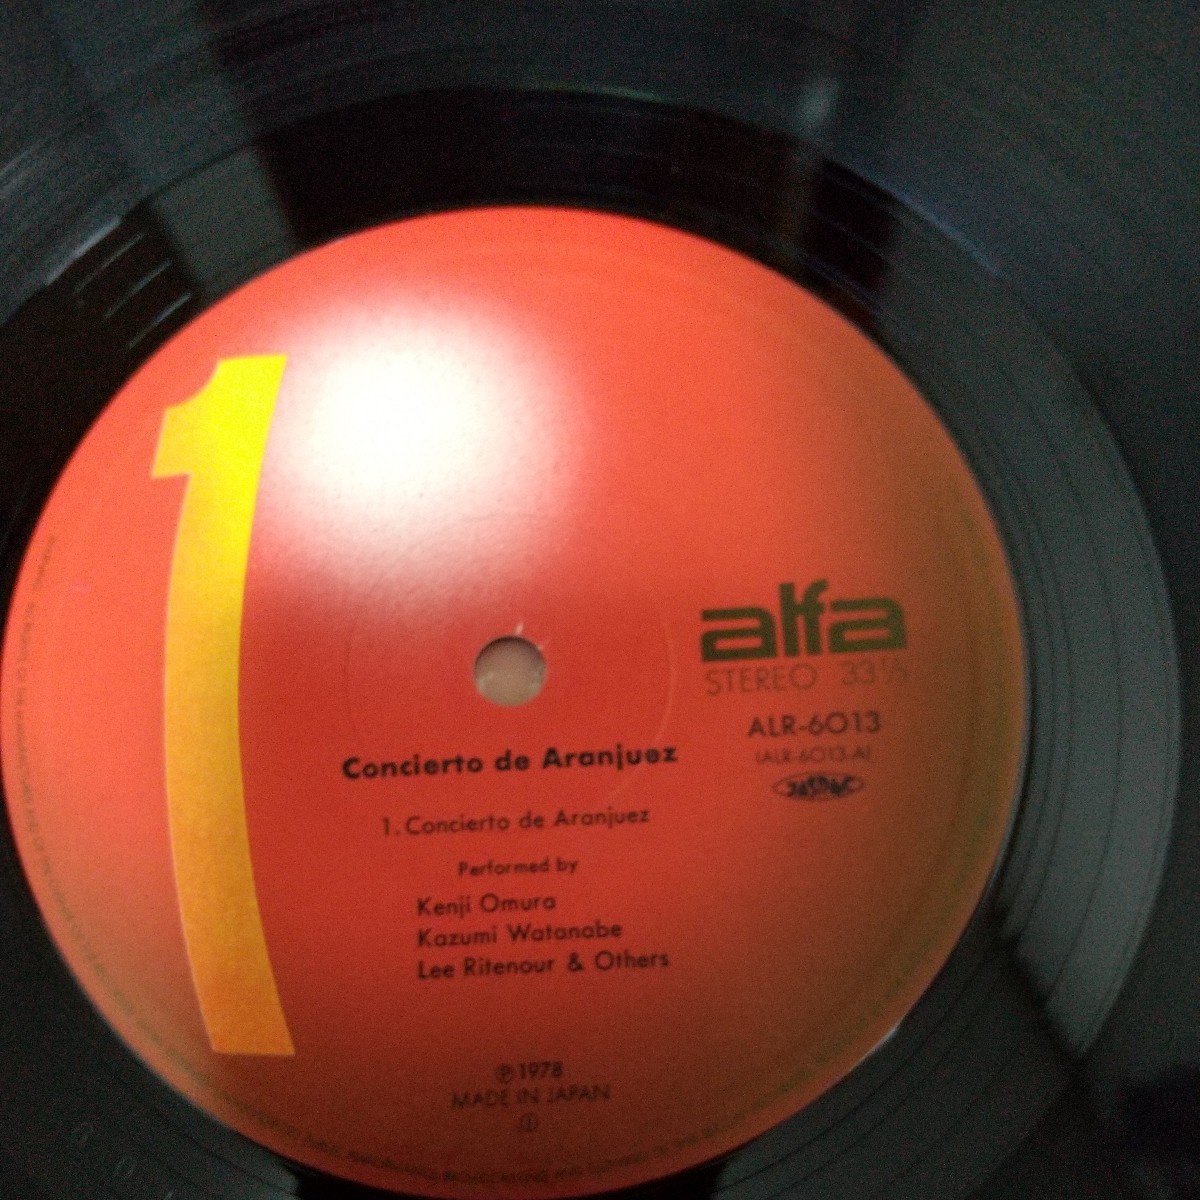 1
alfa
STEREO 33⅓
ALR-6013
(ALR-6013-A)
JASRAC
Concierto de Aranjuez
1. Concierto de Aranjuez
Performed by
Kenji Omura
Kazumi Watanabe
Lee Ritenour & Others
℗1978
MADE IN JAPAN